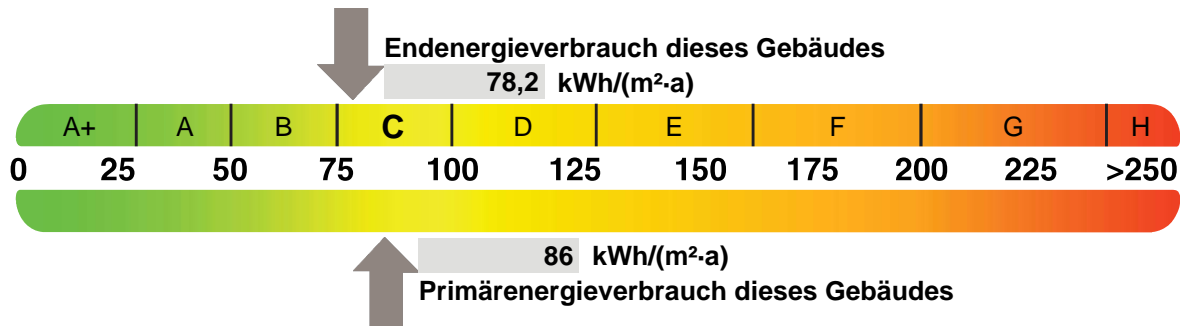 Endenergieverbrauch dieses Gebäudes
78,2 kWh/(m²·a)
A+ A B C D E F G H
0 25 50 75 100 125 150 175 200 225 >250
86 kWh/(m²·a)
Primärenergieverbrauch dieses Gebäudes